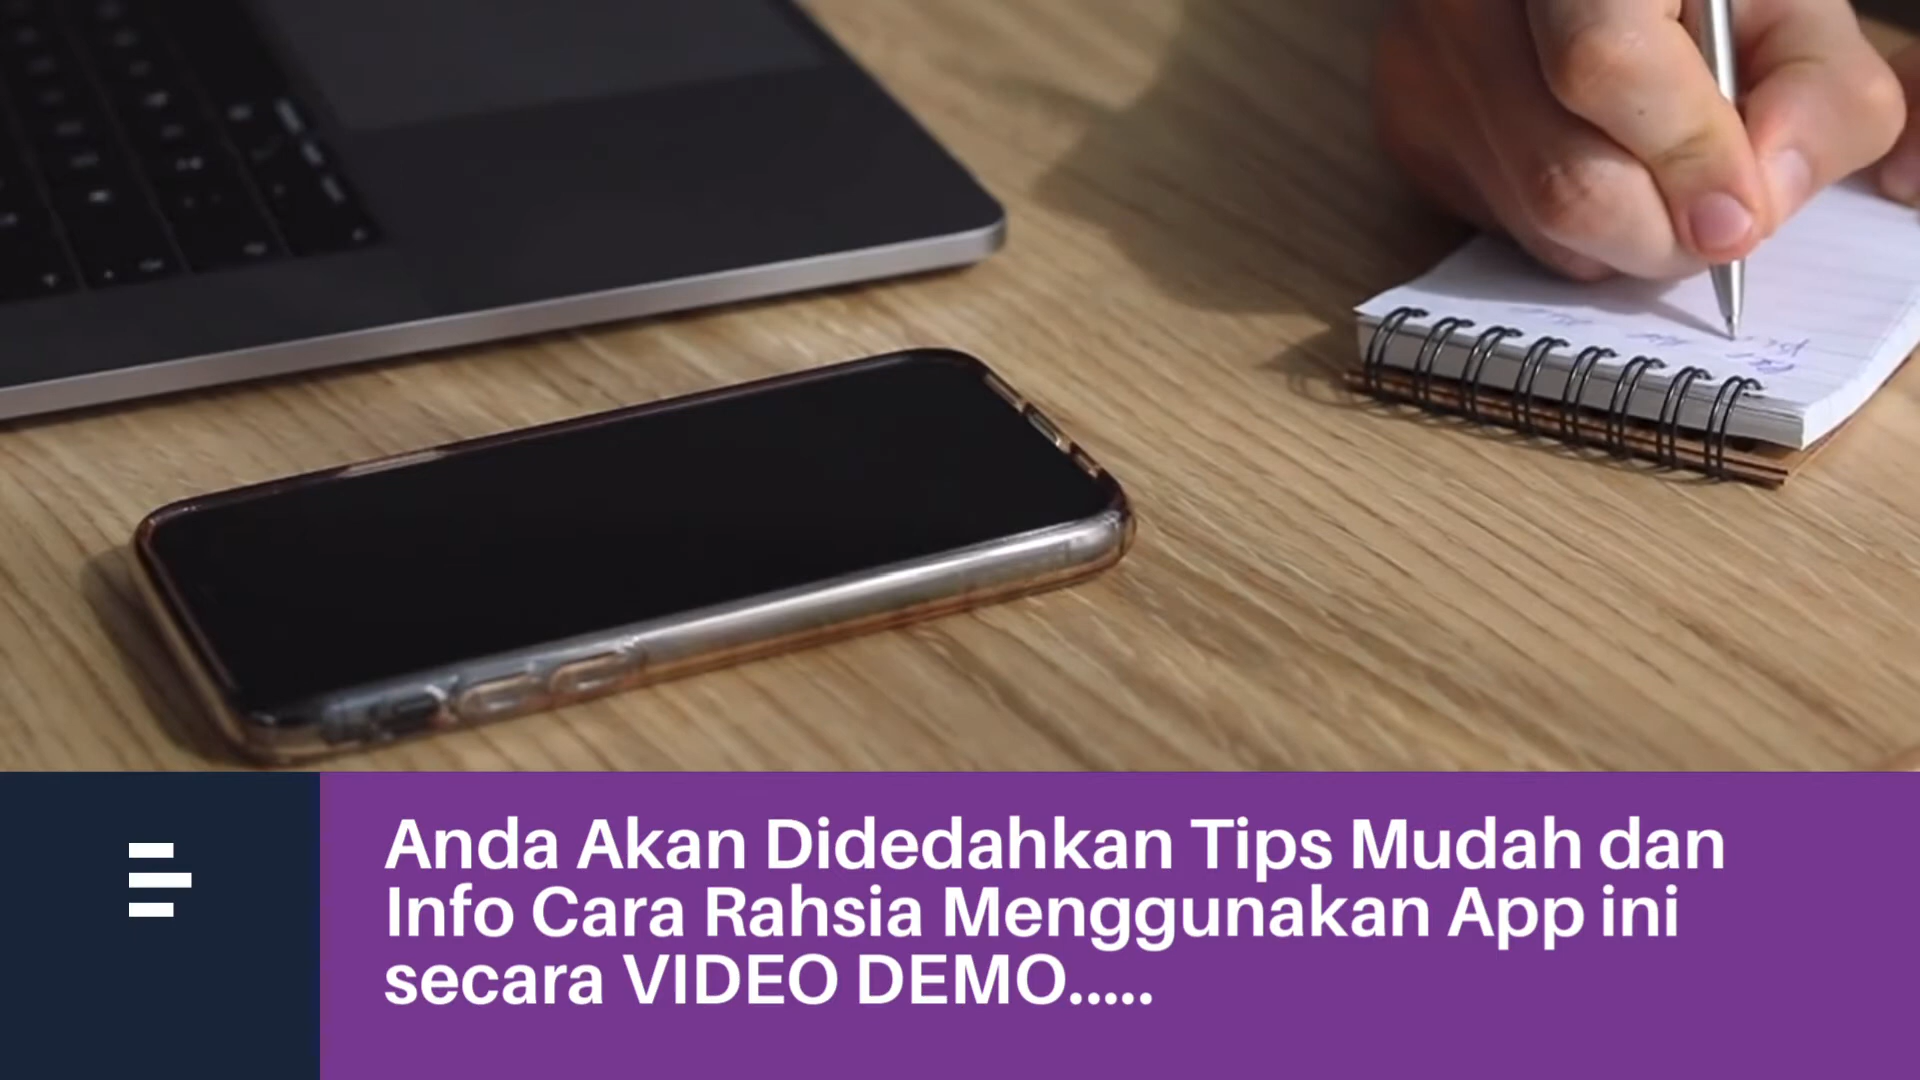 Anda Akan Didedahkan Tips Mudah dan
Info Cara Rahsia Menggunakan App ini
secara VIDEO DEMO.....